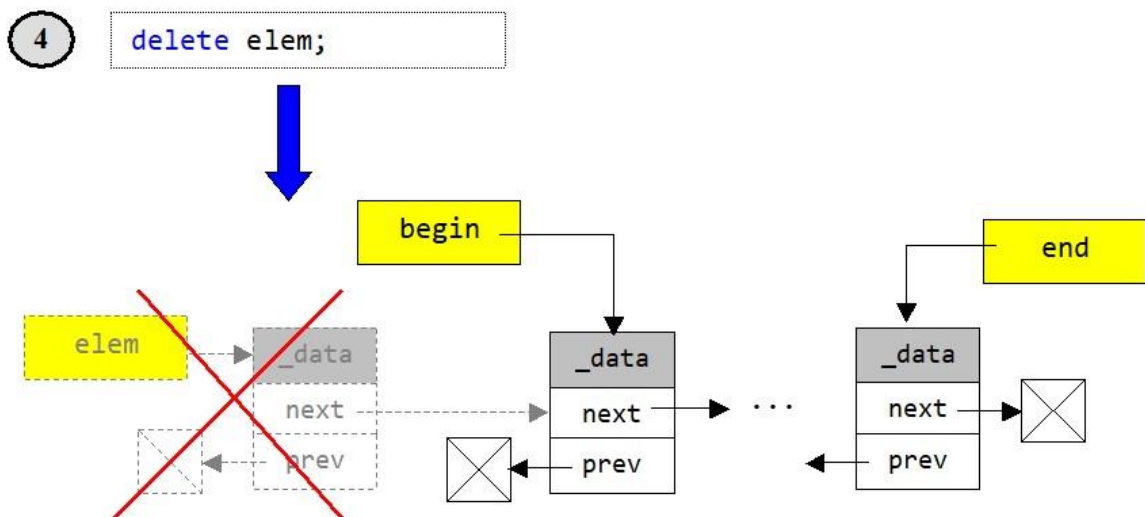 4
delete elem;
begin
end
elem
_data
next
prev
_data
next
prev
...
_data
next
prev